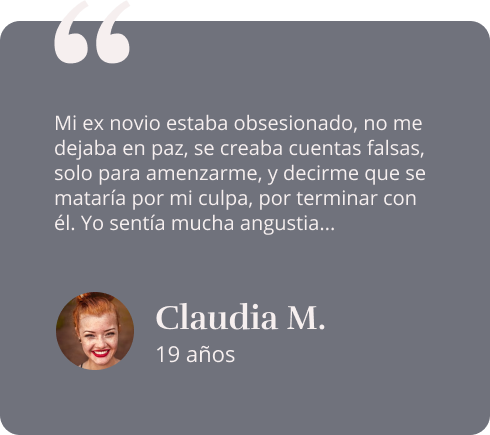 “
Mi ex novio estaba obsesionado, no me
dejaba en paz, se creaba cuentas falsas,
solo para amenzarme, y decirme que se
mataría por mi culpa, por terminar con
él. Yo sentía mucha angustia...
Claudia M.
19 años